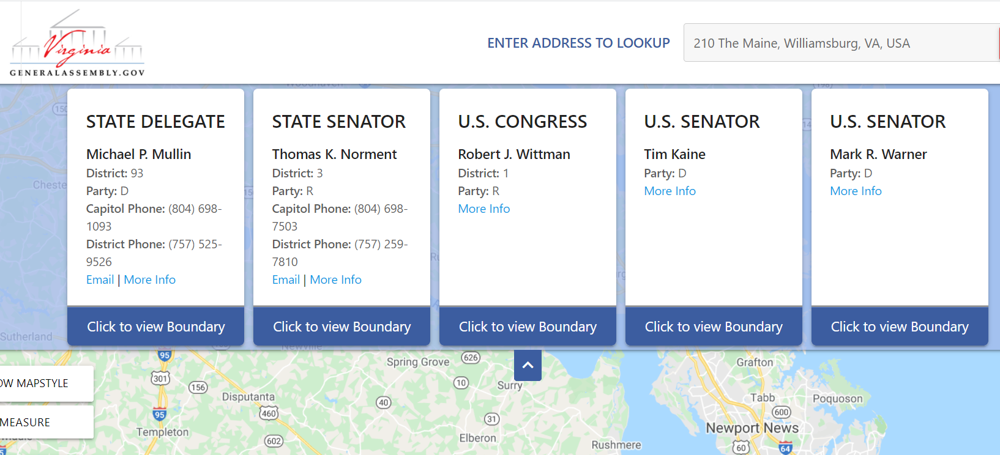 Virginia
GENERALASSEMBLY.GOV
ENTER ADDRESS TO LOOKUP
210 The Maine, Williamsburg, VA, USA
STATE DELEGATE
Michael P. Mullin
District: 93
Party: D
Capitol Phone: (804) 698-
1093
District Phone: (757) 525-
9526
Email | More Info
Click to view Boundary
STATE SENATOR
Thomas K. Norment
District: 3
Party: R
Capitol Phone: (804) 698-
7503
District Phone: (757) 259-
7810
Email | More Info
Click to view Boundary
U.S. CONGRESS
Robert J. Wittman
District: 1
Party: R
More Info
Click to view Boundary
U.S. SENATOR
Tim Kaine
Party: D
More Info
Click to view Boundary
U.S. SENATOR
Mark R. Warner
Party: D
More Info
Click to view Boundary
Woodhaven
198
150
Cheste
15
14
Sutherland
Newville
95
301
156
Disputanta
460
95
Templeton
602
Spring Grove
626
10
Surry
40
31
Elberon
Rushmere
Grafton
Tabb
Poquoson
600
Newport News
60
64
OW MAPSTYLE
MEASURE